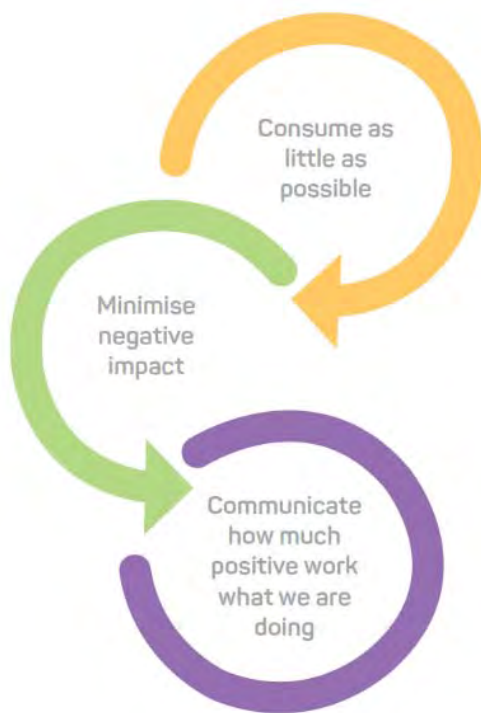 Consume as
little as
possible
Minimise
negative
impact
Communicate
how much
positive work
what we are
doing